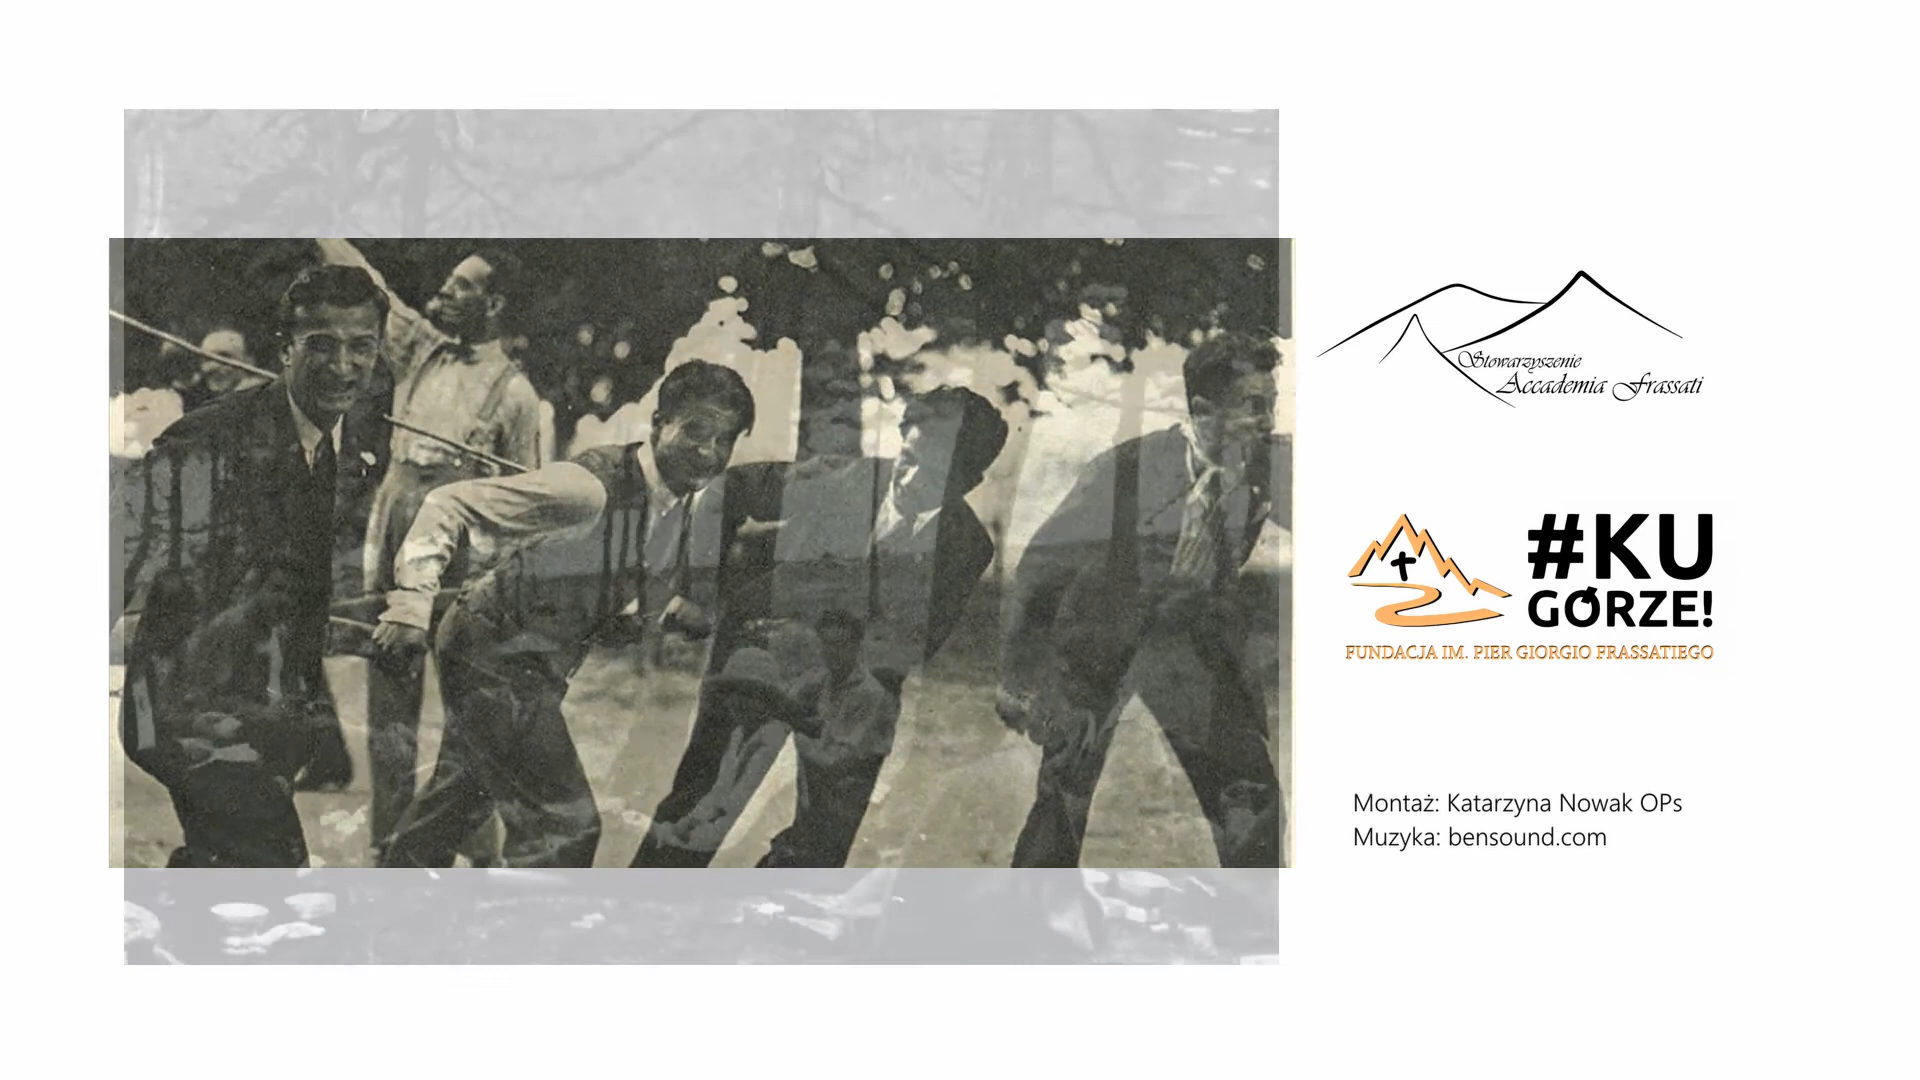 Stowarzyszenie
Accademia Frassati
#KU
GÓRZE!
FUNDACJA IM. PIER GIORGIO FRASSATIEGO
Montaż: Katarzyna Nowak OPs
Muzyka: bensound.com